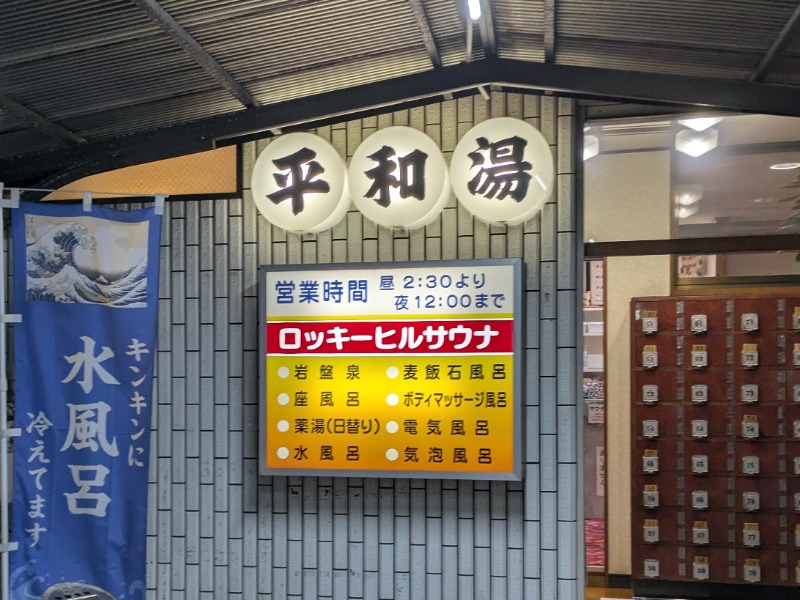 平和湯
営業時間 昼2:30より
夜12:00まで
ロッキーヒルサウナ
岩盤泉
麦飯石風呂
座風呂
ボディマッサージ風呂
薬湯(日替り)
電気風呂
水風呂
気泡風呂
キンキンに
水風呂
冷えてます